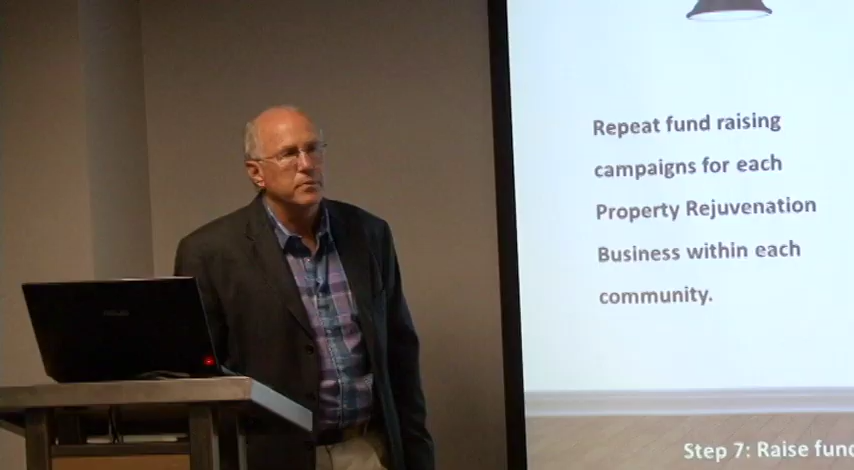 Repeat fund raising
campaigns for each
Property Rejuvenation
Business within each
community.
Step 7: Raise fund